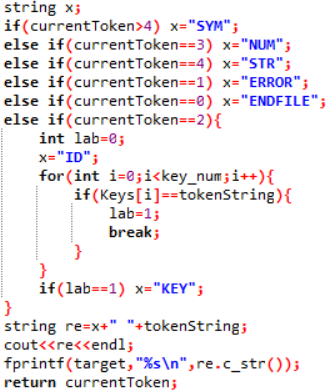 string x;
if(currentToken>4) x="SYM";
else if(currentToken==3) x="NUM";
else if(currentToken==4) x="STR";
else if(currentToken==1) x="ERROR";
else if(currentToken==0) x="ENDFILE";
else if(currentToken==2){
    int lab=0;
    x="ID";
    for(int i=0;i<key_num;i++){
        if(Keys[i]==tokenString){
            lab=1;
            break;
        }
    }
    if(lab==1) x="KEY";
}
string re=x+" "+tokenString;
cout<<re<<endl;
fprintf(target,"%s\n",re.c_str());
return currentToken;